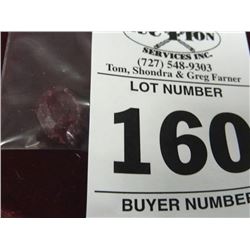 SERVICES INC.
(727) 548-9303
Tom, Shondra & Greg Farner
LOT NUMBER
160
BUYER NUMBER